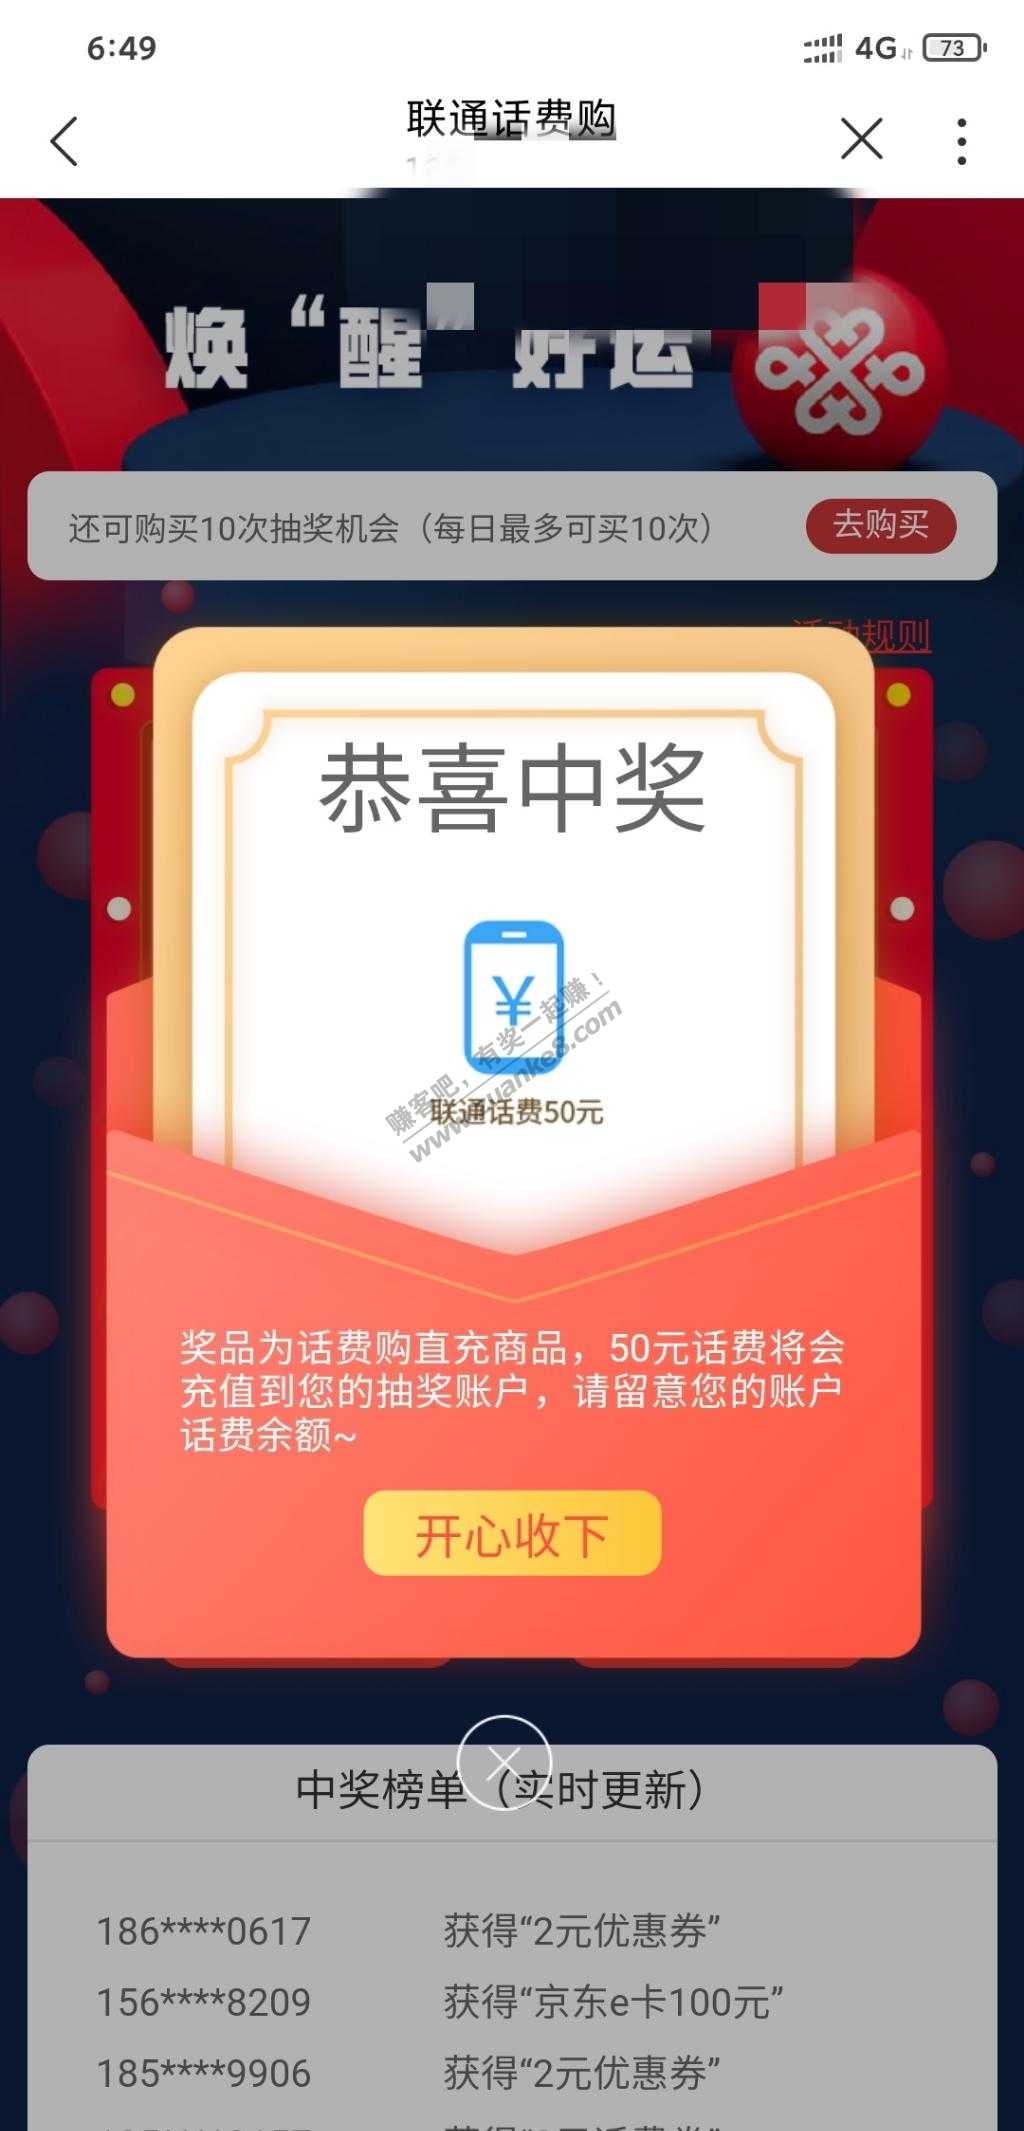 6:49
4G
73
联通话费购
焕“醒”好运
还可购买10次抽奖机会（每日最多可买10次）
去购买
活动规则
恭喜中奖
¥
赚客吧，有奖一起赚！
www.zuanke8.com
联通话费50元
奖品为话费购直充商品，50元话费将会
充值到您的抽奖账户，请留意您的账户
话费余额~
开心收下
中奖榜单（实时更新）
186****0617 获得“2元优惠券”
156****8209 获得“京东e卡100元”
185****9906 获得“2元优惠券”